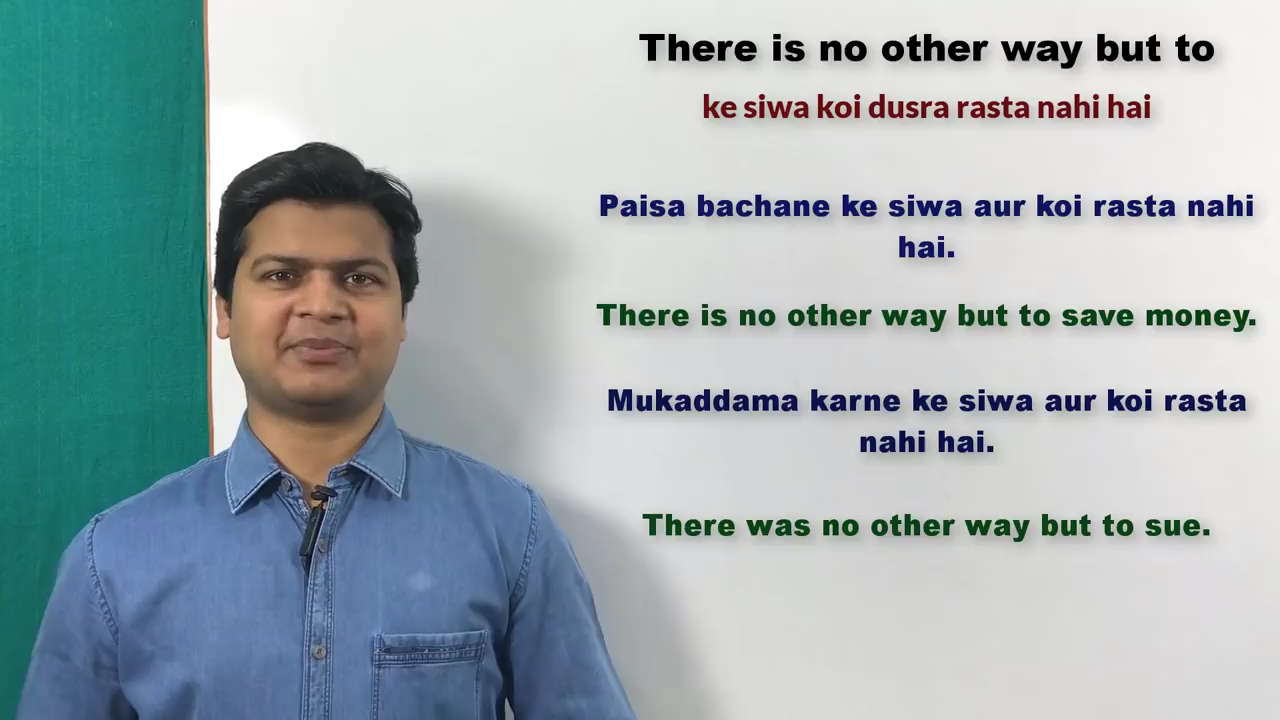 There is no other way but to
ke siwa koi dusra rasta nahi hai
Paisa bachane ke siwa aur koi rasta nahi
hai.
There is no other way but to save money.
Mukaddama karne ke siwa aur koi rasta
nahi hai.
There was no other way but to sue.